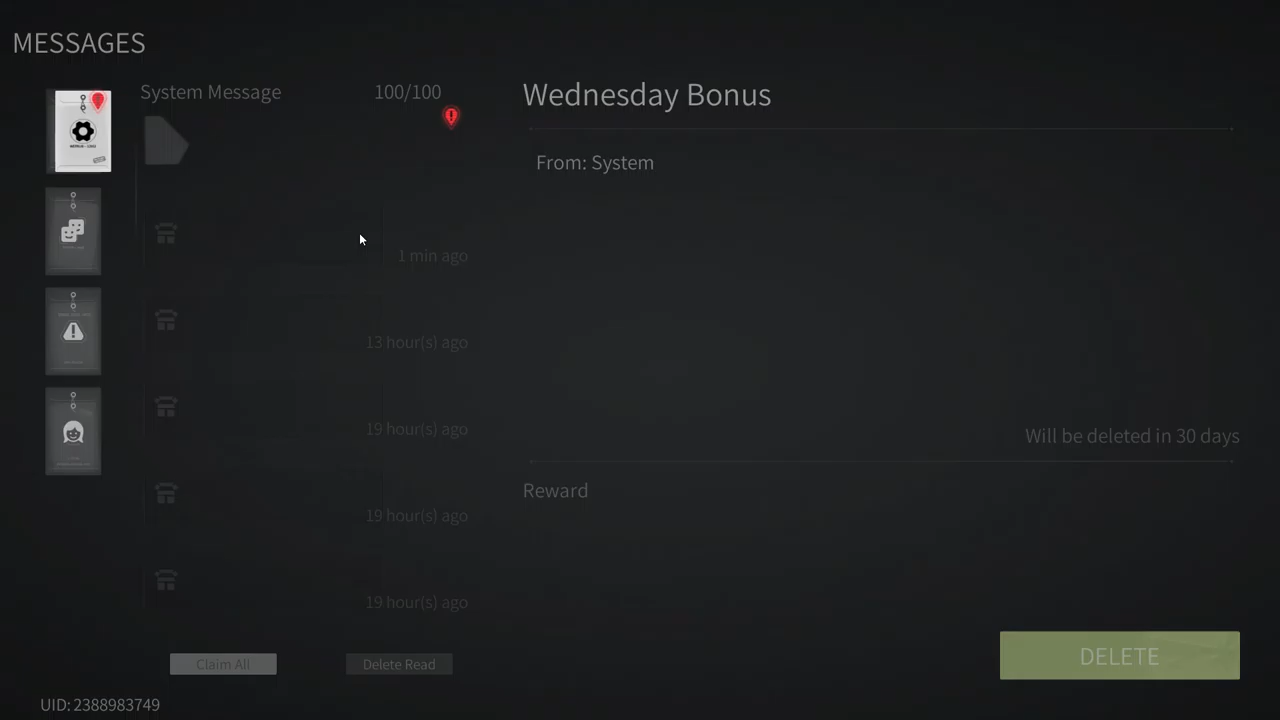 MESSAGES
System Message 100/100
1 min ago
13 hour(s) ago
19 hour(s) ago
19 hour(s) ago
19 hour(s) ago
Claim All
Delete Read
Wednesday Bonus
From: System
Will be deleted in 30 days
Reward
DELETE
UID: 2388983749